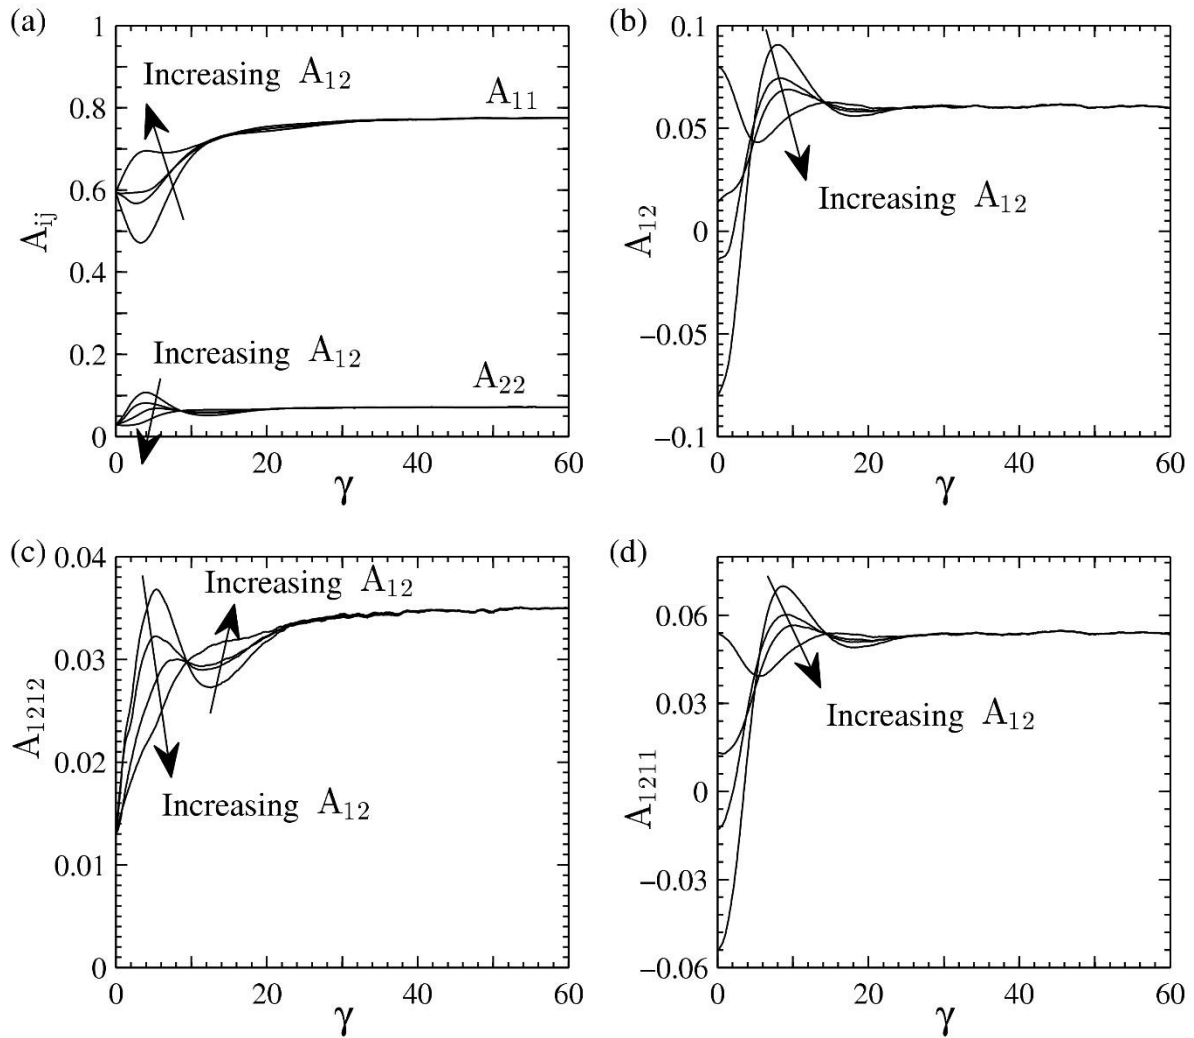 (a)
1
0.8
0.6
0.4
0.2
0
Increasing A₁₂
A₁₁
Increasing A₁₂
A₂₂
Aᵢⱼ
0 20 40 60
γ
(b)
0.1
0.05
0
−0.05
−0.1
Increasing A₁₂
A₁₂
0 20 40 60
γ
(c)
0.04
0.03
0.02
0.01
0
Increasing A₁₂
Increasing A₁₂
A₁₂₁₂
0 20 40 60
γ
(d)
0.06
0.03
0
−0.03
−0.06
Increasing A₁₂
A₁₂₁₁
0 20 40 60
γ